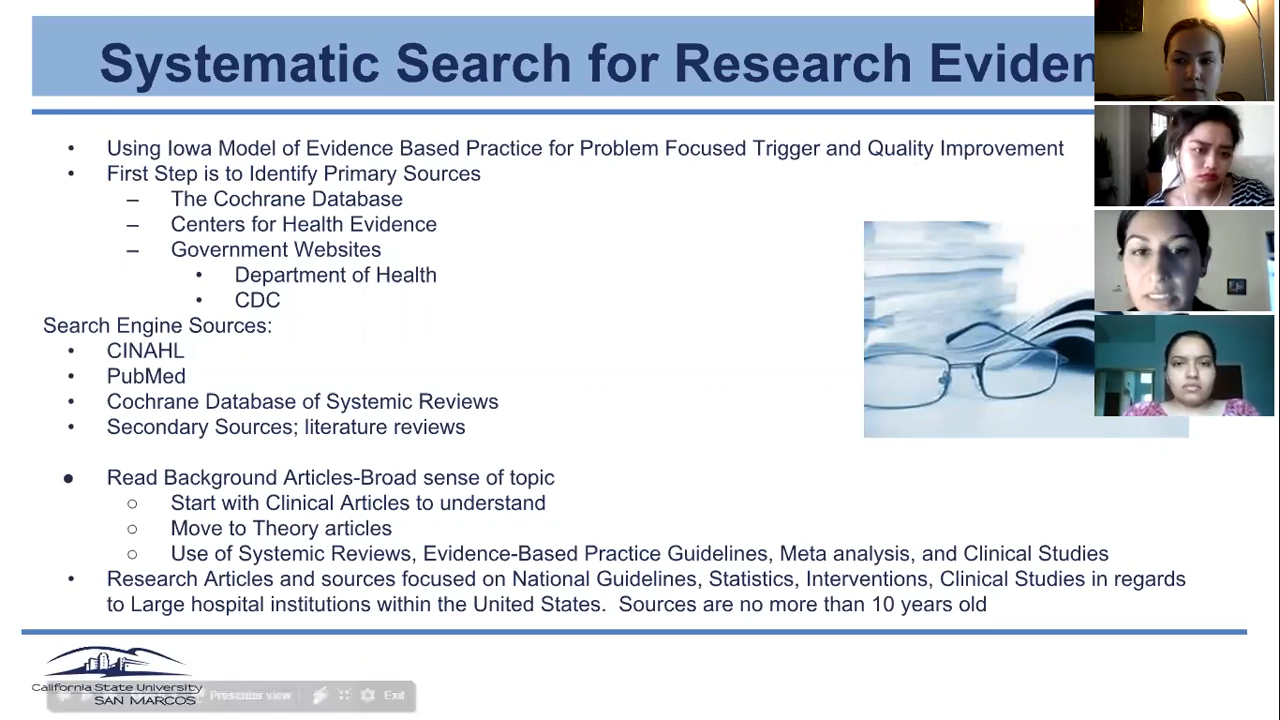 Systematic Search for Research Eviden
• Using Iowa Model of Evidence Based Practice for Problem Focused Trigger and Quality Improvement
• First Step is to Identify Primary Sources
– The Cochrane Database
– Centers for Health Evidence
– Government Websites
• Department of Health
• CDC
Search Engine Sources:
• CINAHL
• PubMed
• Cochrane Database of Systemic Reviews
• Secondary Sources; literature reviews
● Read Background Articles-Broad sense of topic
○ Start with Clinical Articles to understand
○ Move to Theory articles
○ Use of Systemic Reviews, Evidence-Based Practice Guidelines, Meta analysis, and Clinical Studies
• Research Articles and sources focused on National Guidelines, Statistics, Interventions, Clinical Studies in regards
to Large hospital institutions within the United States. Sources are no more than 10 years old
California State University
SAN MARCOS
Presenter view Exit